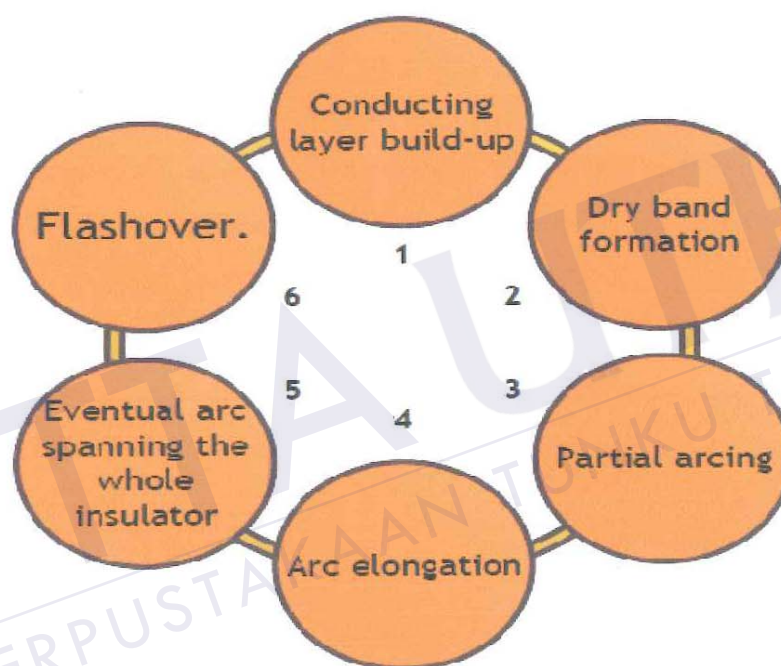 Conducting
layer build-up
1
Dry band
formation
2
Partial arcing
3
Arc elongation
4
Eventual arc
spanning the
whole
insulator
5
Flashover.
6